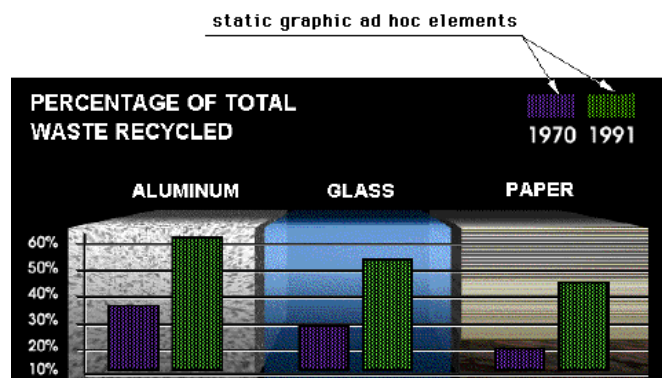 static graphic ad hoc elements
PERCENTAGE OF TOTAL
WASTE RECYCLED
1970 1991
ALUMINUM GLASS PAPER
60%
50%
40%
30%
20%
10%